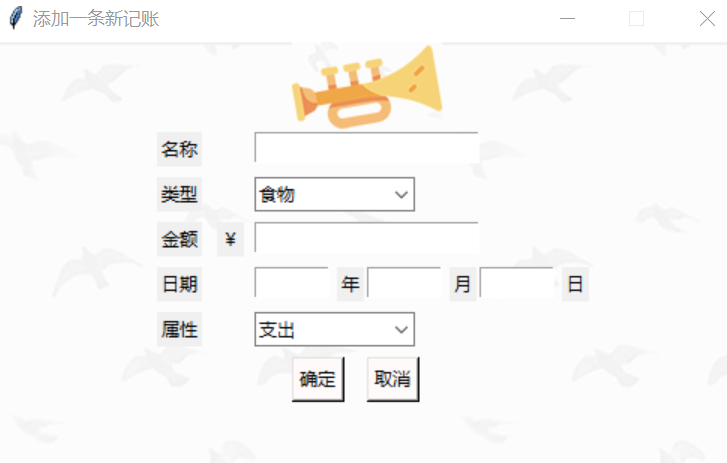 添加一条新记账
名称
类型 食物
金额 ¥
日期 年 月 日
属性 支出
确定 取消